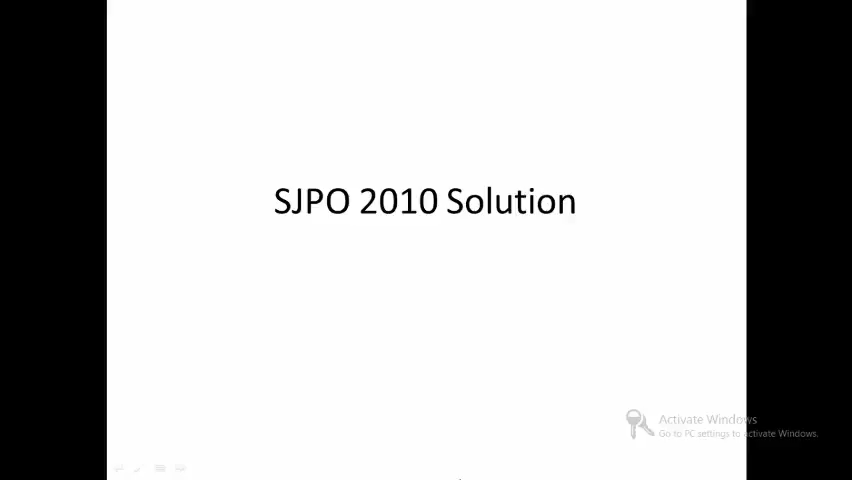 SJPO 2010 Solution
Activate Windows
Go to PC settings to activate Windows.